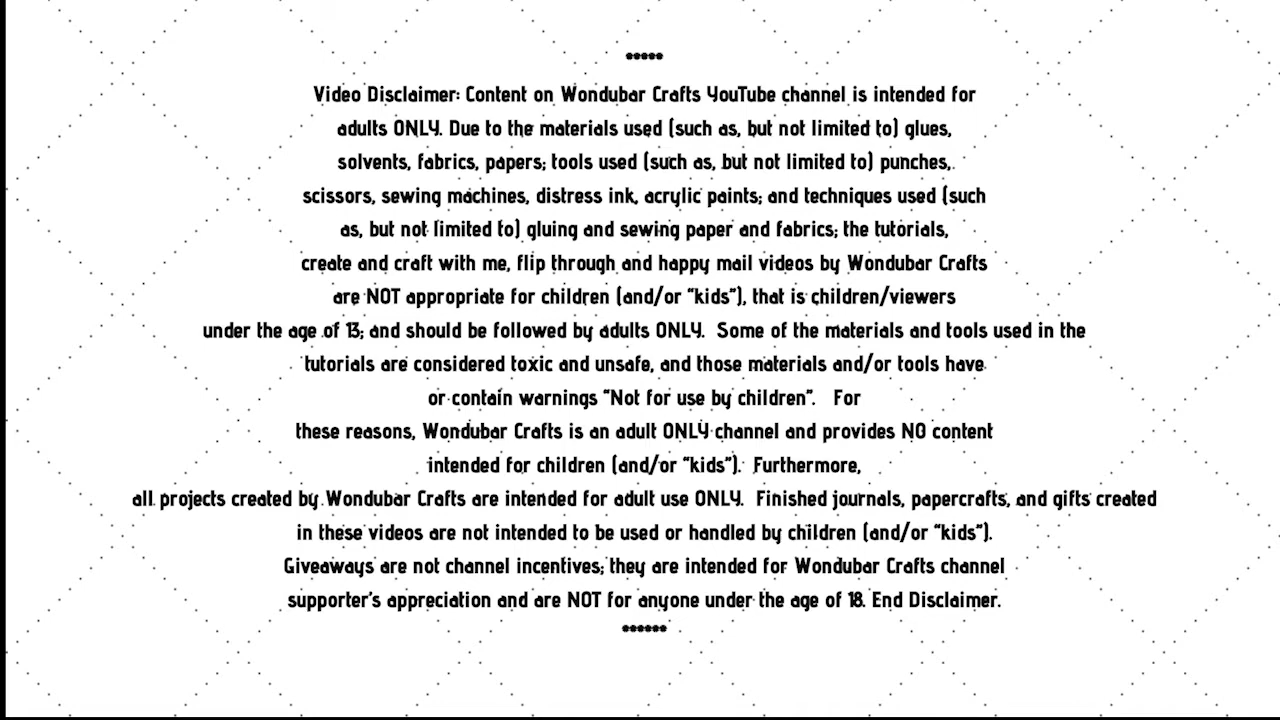 •••••
Video Disclaimer: Content on Wondubar Crafts YouTube channel is intended for
adults ONLY. Due to the materials used (such as, but not limited to) glues,
solvents, fabrics, papers; tools used (such as, but not limited to) punches,
scissors, sewing machines, distress ink, acrylic paints; and techniques used (such
as, but not limited to) gluing and sewing paper and fabrics; the tutorials,
create and craft with me, flip through and happy mail videos by Wondubar Crafts
are NOT appropriate for children (and/or "kids"), that is children/viewers
under the age of 13; and should be followed by adults ONLY. Some of the materials and tools used in the
tutorials are considered toxic and unsafe, and those materials and/or tools have
or contain warnings "Not for use by children". For
these reasons, Wondubar Crafts is an adult ONLY channel and provides NO content
intended for children (and/or "kids"). Furthermore,
all projects created by Wondubar Crafts are intended for adult use ONLY. Finished journals, papercrafts, and gifts created
in these videos are not intended to be used or handled by children (and/or "kids").
Giveaways are not channel incentives; they are intended for Wondubar Crafts channel
supporter's appreciation and are NOT for anyone under the age of 18. End Disclaimer.
••••••